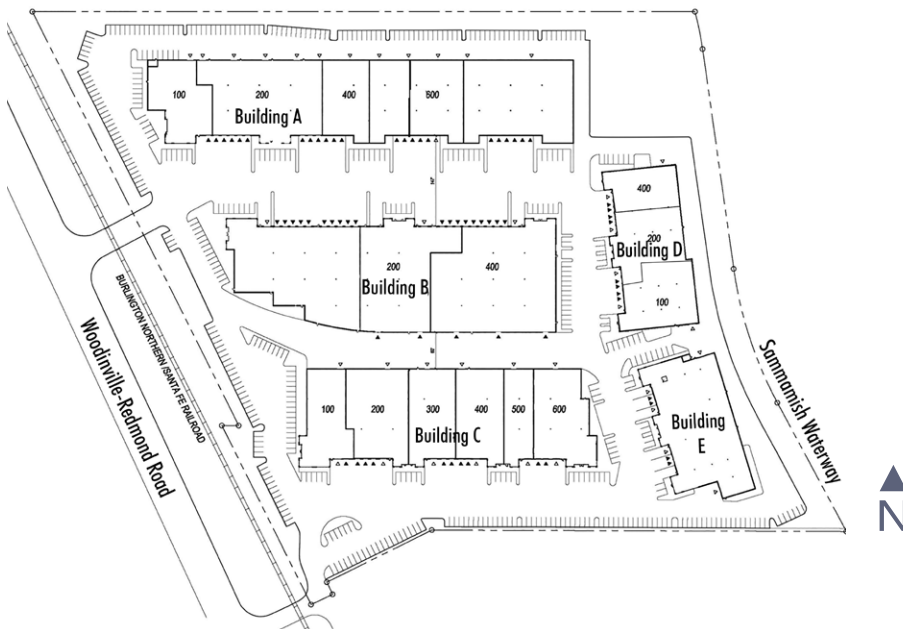 100
200
400
600
Building A
400
200
Building D
100
200
400
Building B
BURLINGTON NORTHERN /SANTA FE RAILROAD
Woodinville-Redmond Road
Sammamish Waterway
100
200
300
400
500
600
Building C
Building
E
N